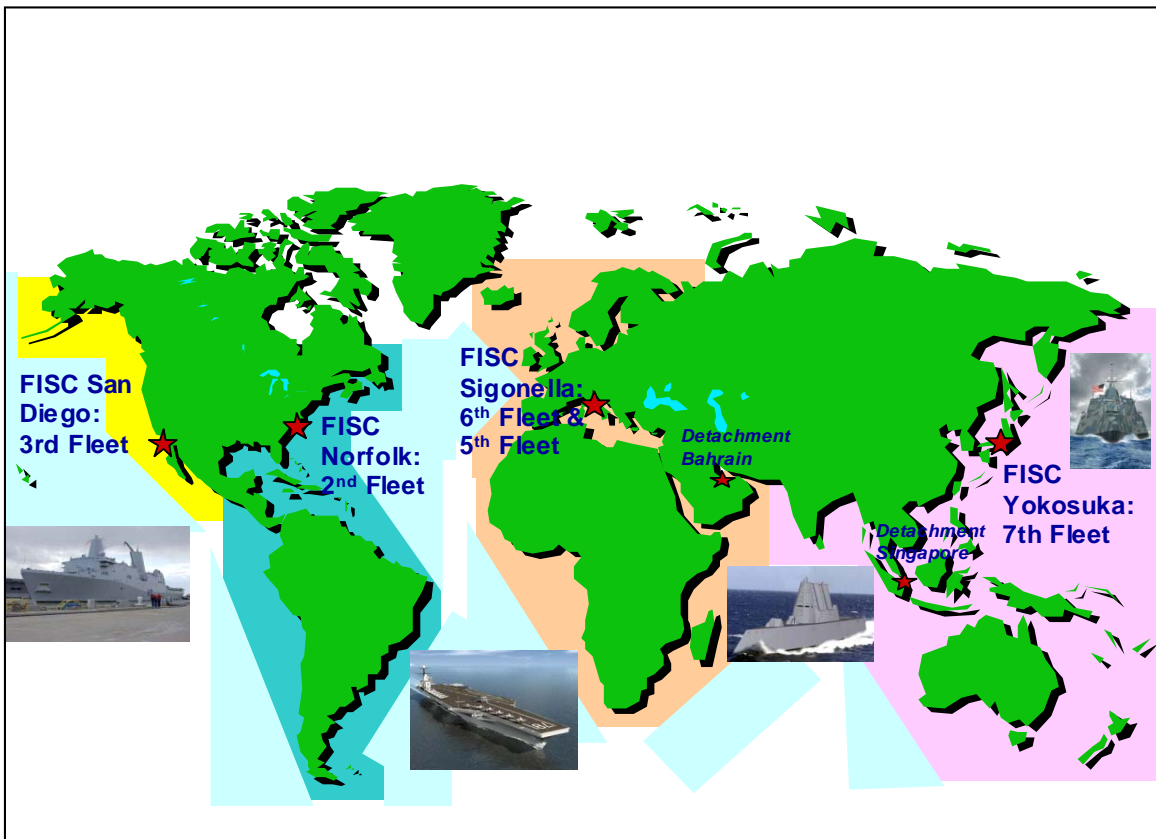 FISC San
Diego:
3rd Fleet
FISC
Norfolk:
2nd Fleet
FISC
Sigonella:
6th Fleet &
5th Fleet
Detachment
Bahrain
Detachment
Singapore
FISC
Yokosuka:
7th Fleet